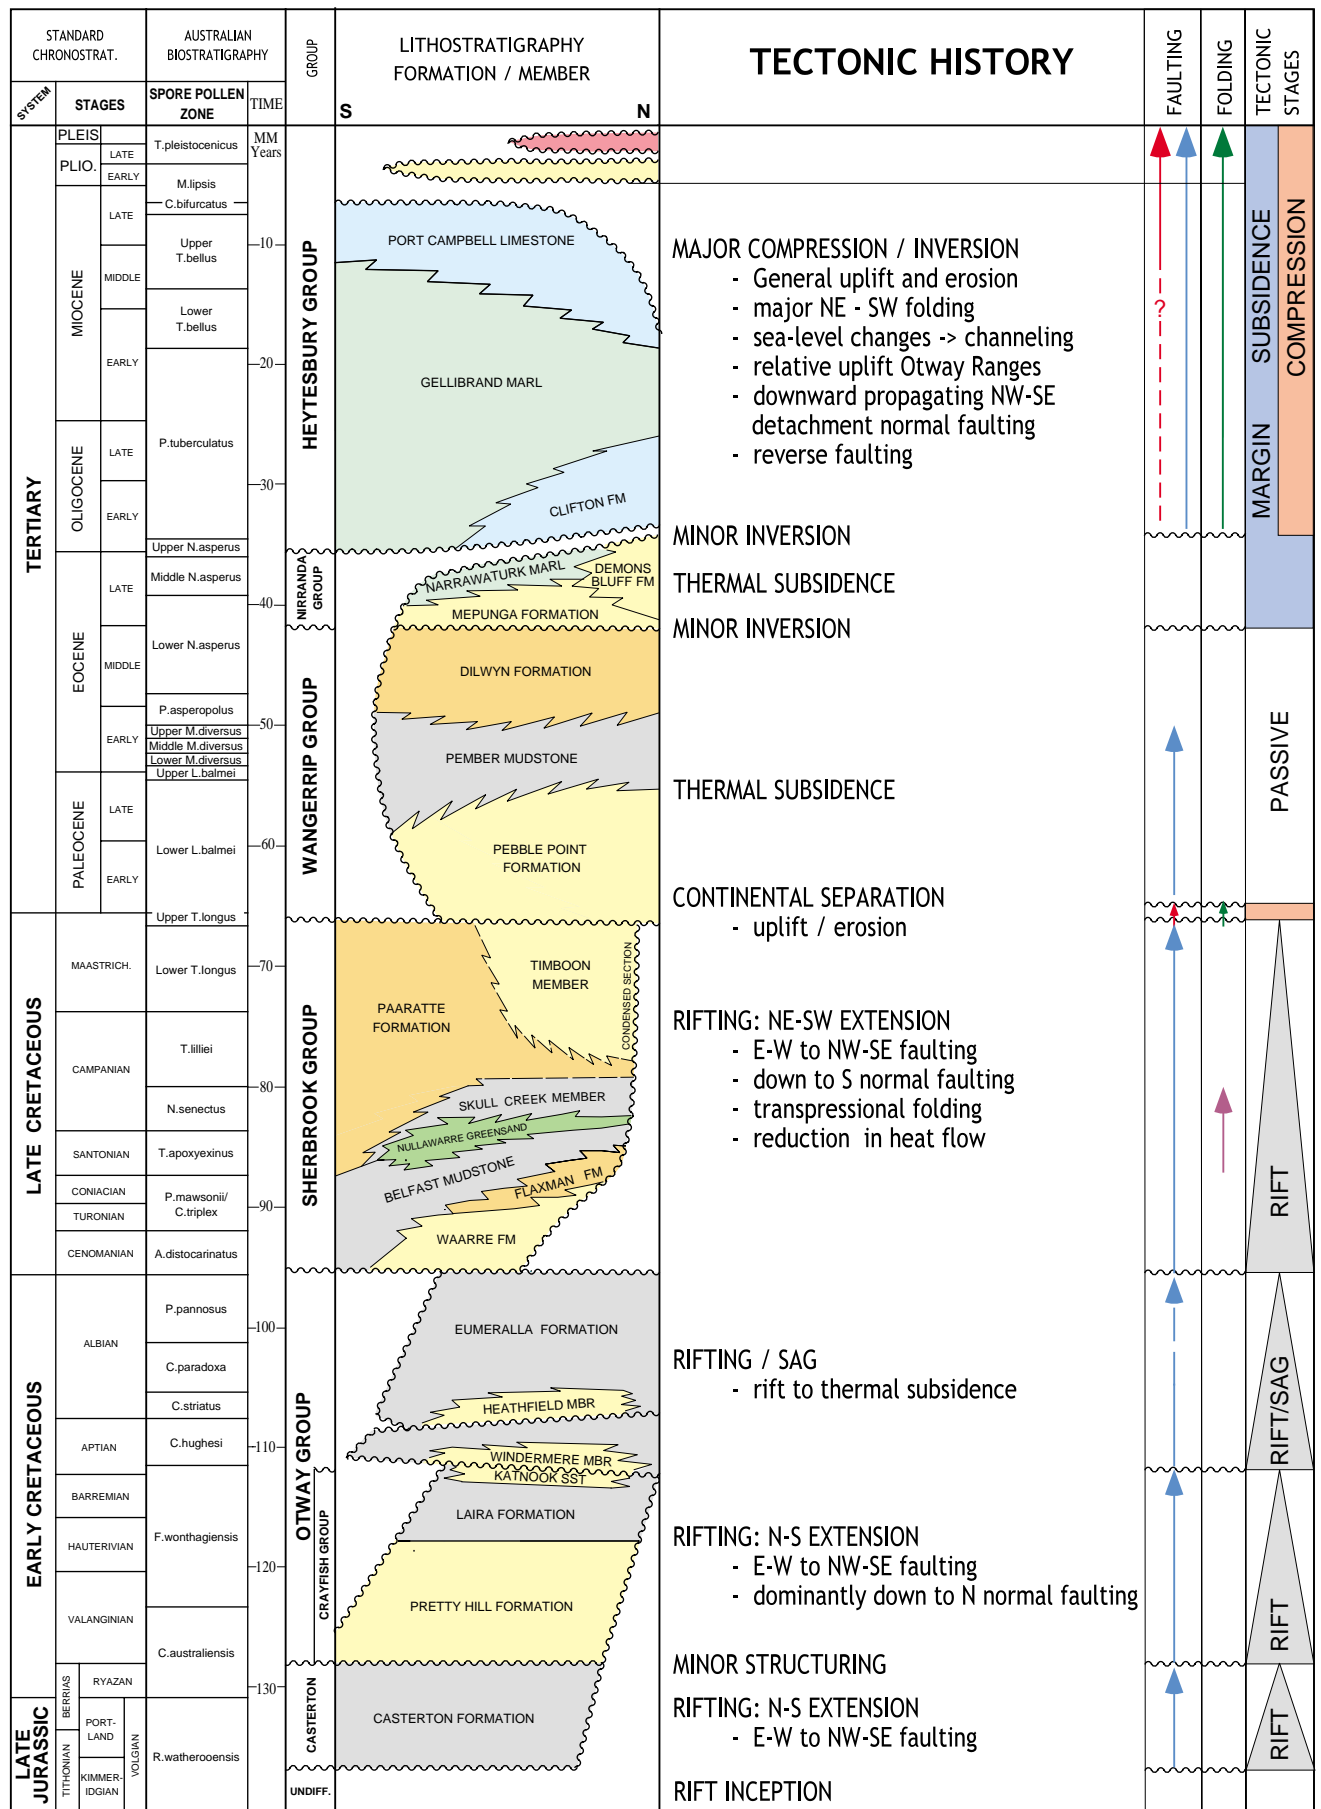 STANDARD
CHRONOSTRAT.
AUSTRALIAN
BIOSTRATIGRAPHY
GROUP
LITHOSTRATIGRAPHY
FORMATION / MEMBER
TECTONIC HISTORY
FAULTING
FOLDING
TECTONIC
STAGES
SYSTEM
STAGES
SPORE POLLEN
ZONE
TIME
S
N
MM
Years
10
20
30
40
50
60
70
80
90
100
110
120
130
TERTIARY
LATE CRETACEOUS
EARLY CRETACEOUS
LATE
JURASSIC
PLEIS
PLIO.
LATE
EARLY
MIOCENE
LATE
MIDDLE
EARLY
OLIGOCENE
LATE
EARLY
EOCENE
LATE
MIDDLE
EARLY
PALEOCENE
LATE
EARLY
MAASTRICH.
CAMPANIAN
SANTONIAN
CONIACIAN
TURONIAN
CENOMANIAN
ALBIAN
APTIAN
BARREMIAN
HAUTERIVIAN
VALANGINIAN
BERRIAS
RYAZAN
TITHONIAN
PORT-
LAND
KIMMER-
IDGIAN
VOLGIAN
T.pleistocenicus
M.lipsis
C.bifurcatus
Upper
T.bellus
Lower
T.bellus
P.tuberculatus
Upper N.asperus
Middle N.asperus
Lower N.asperus
P.asperopolus
Upper M.diversus
Middle M.diversus
Lower M.diversus
Upper L.balmei
Lower L.balmei
Upper T.longus
Lower T.longus
T.lilliei
N.senectus
T.apoxyexinus
P.mawsonii/
C.triplex
A.distocarinatus
P.pannosus
C.paradoxa
C.striatus
C.hughesi
F.wonthagiensis
C.australiensis
R.watherooensis
HEYTESBURY GROUP
NIRRANDA
GROUP
WANGERRIP GROUP
SHERBROOK GROUP
OTWAY GROUP
CRAYFISH GROUP
CASTERTON
UNDIFF.
PORT CAMPBELL LIMESTONE
GELLIBRAND MARL
CLIFTON FM
NARRAWATURK MARL
DEMONS
BLUFF FM
MEPUNGA FORMATION
DILWYN FORMATION
PEMBER MUDSTONE
PEBBLE POINT
FORMATION
TIMBOON
MEMBER
CONDENSED SECTION
PAARATTE
FORMATION
SKULL CREEK MEMBER
NULLAWARRE GREENSAND
BELFAST MUDSTONE
FLAXMAN FM
WAARRE FM
EUMERALLA FORMATION
HEATHFIELD MBR
WINDERMERE MBR
KATNOOK SST
LAIRA FORMATION
PRETTY HILL FORMATION
CASTERTON FORMATION
MAJOR COMPRESSION / INVERSION
- General uplift and erosion
- major NE - SW folding
- sea-level changes -> channeling
- relative uplift Otway Ranges
- downward propagating NW-SE
detachment normal faulting
- reverse faulting
MINOR INVERSION
THERMAL SUBSIDENCE
MINOR INVERSION
THERMAL SUBSIDENCE
CONTINENTAL SEPARATION
- uplift / erosion
RIFTING: NE-SW EXTENSION
- E-W to NW-SE faulting
- down to S normal faulting
- transpressional folding
- reduction in heat flow
RIFTING / SAG
- rift to thermal subsidence
RIFTING: N-S EXTENSION
- E-W to NW-SE faulting
- dominantly down to N normal faulting
MINOR STRUCTURING
RIFTING: N-S EXTENSION
- E-W to NW-SE faulting
RIFT INCEPTION
?
MARGIN SUBSIDENCE
COMPRESSION
PASSIVE
RIFT
RIFT/SAG
RIFT
RIFT